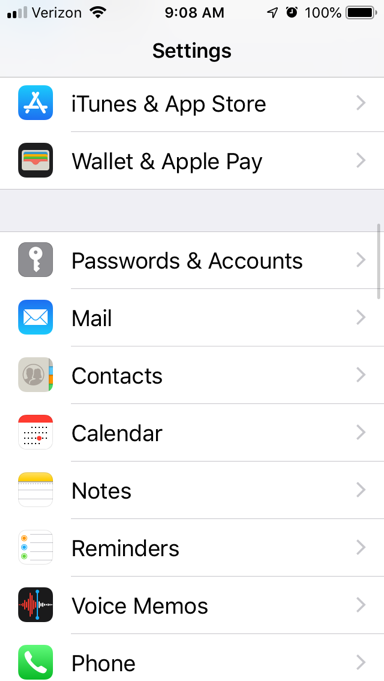 Verizon 9:08 AM 100%
Settings
iTunes & App Store
Wallet & Apple Pay
Passwords & Accounts
Mail
Contacts
Calendar
Notes
Reminders
Voice Memos
Phone